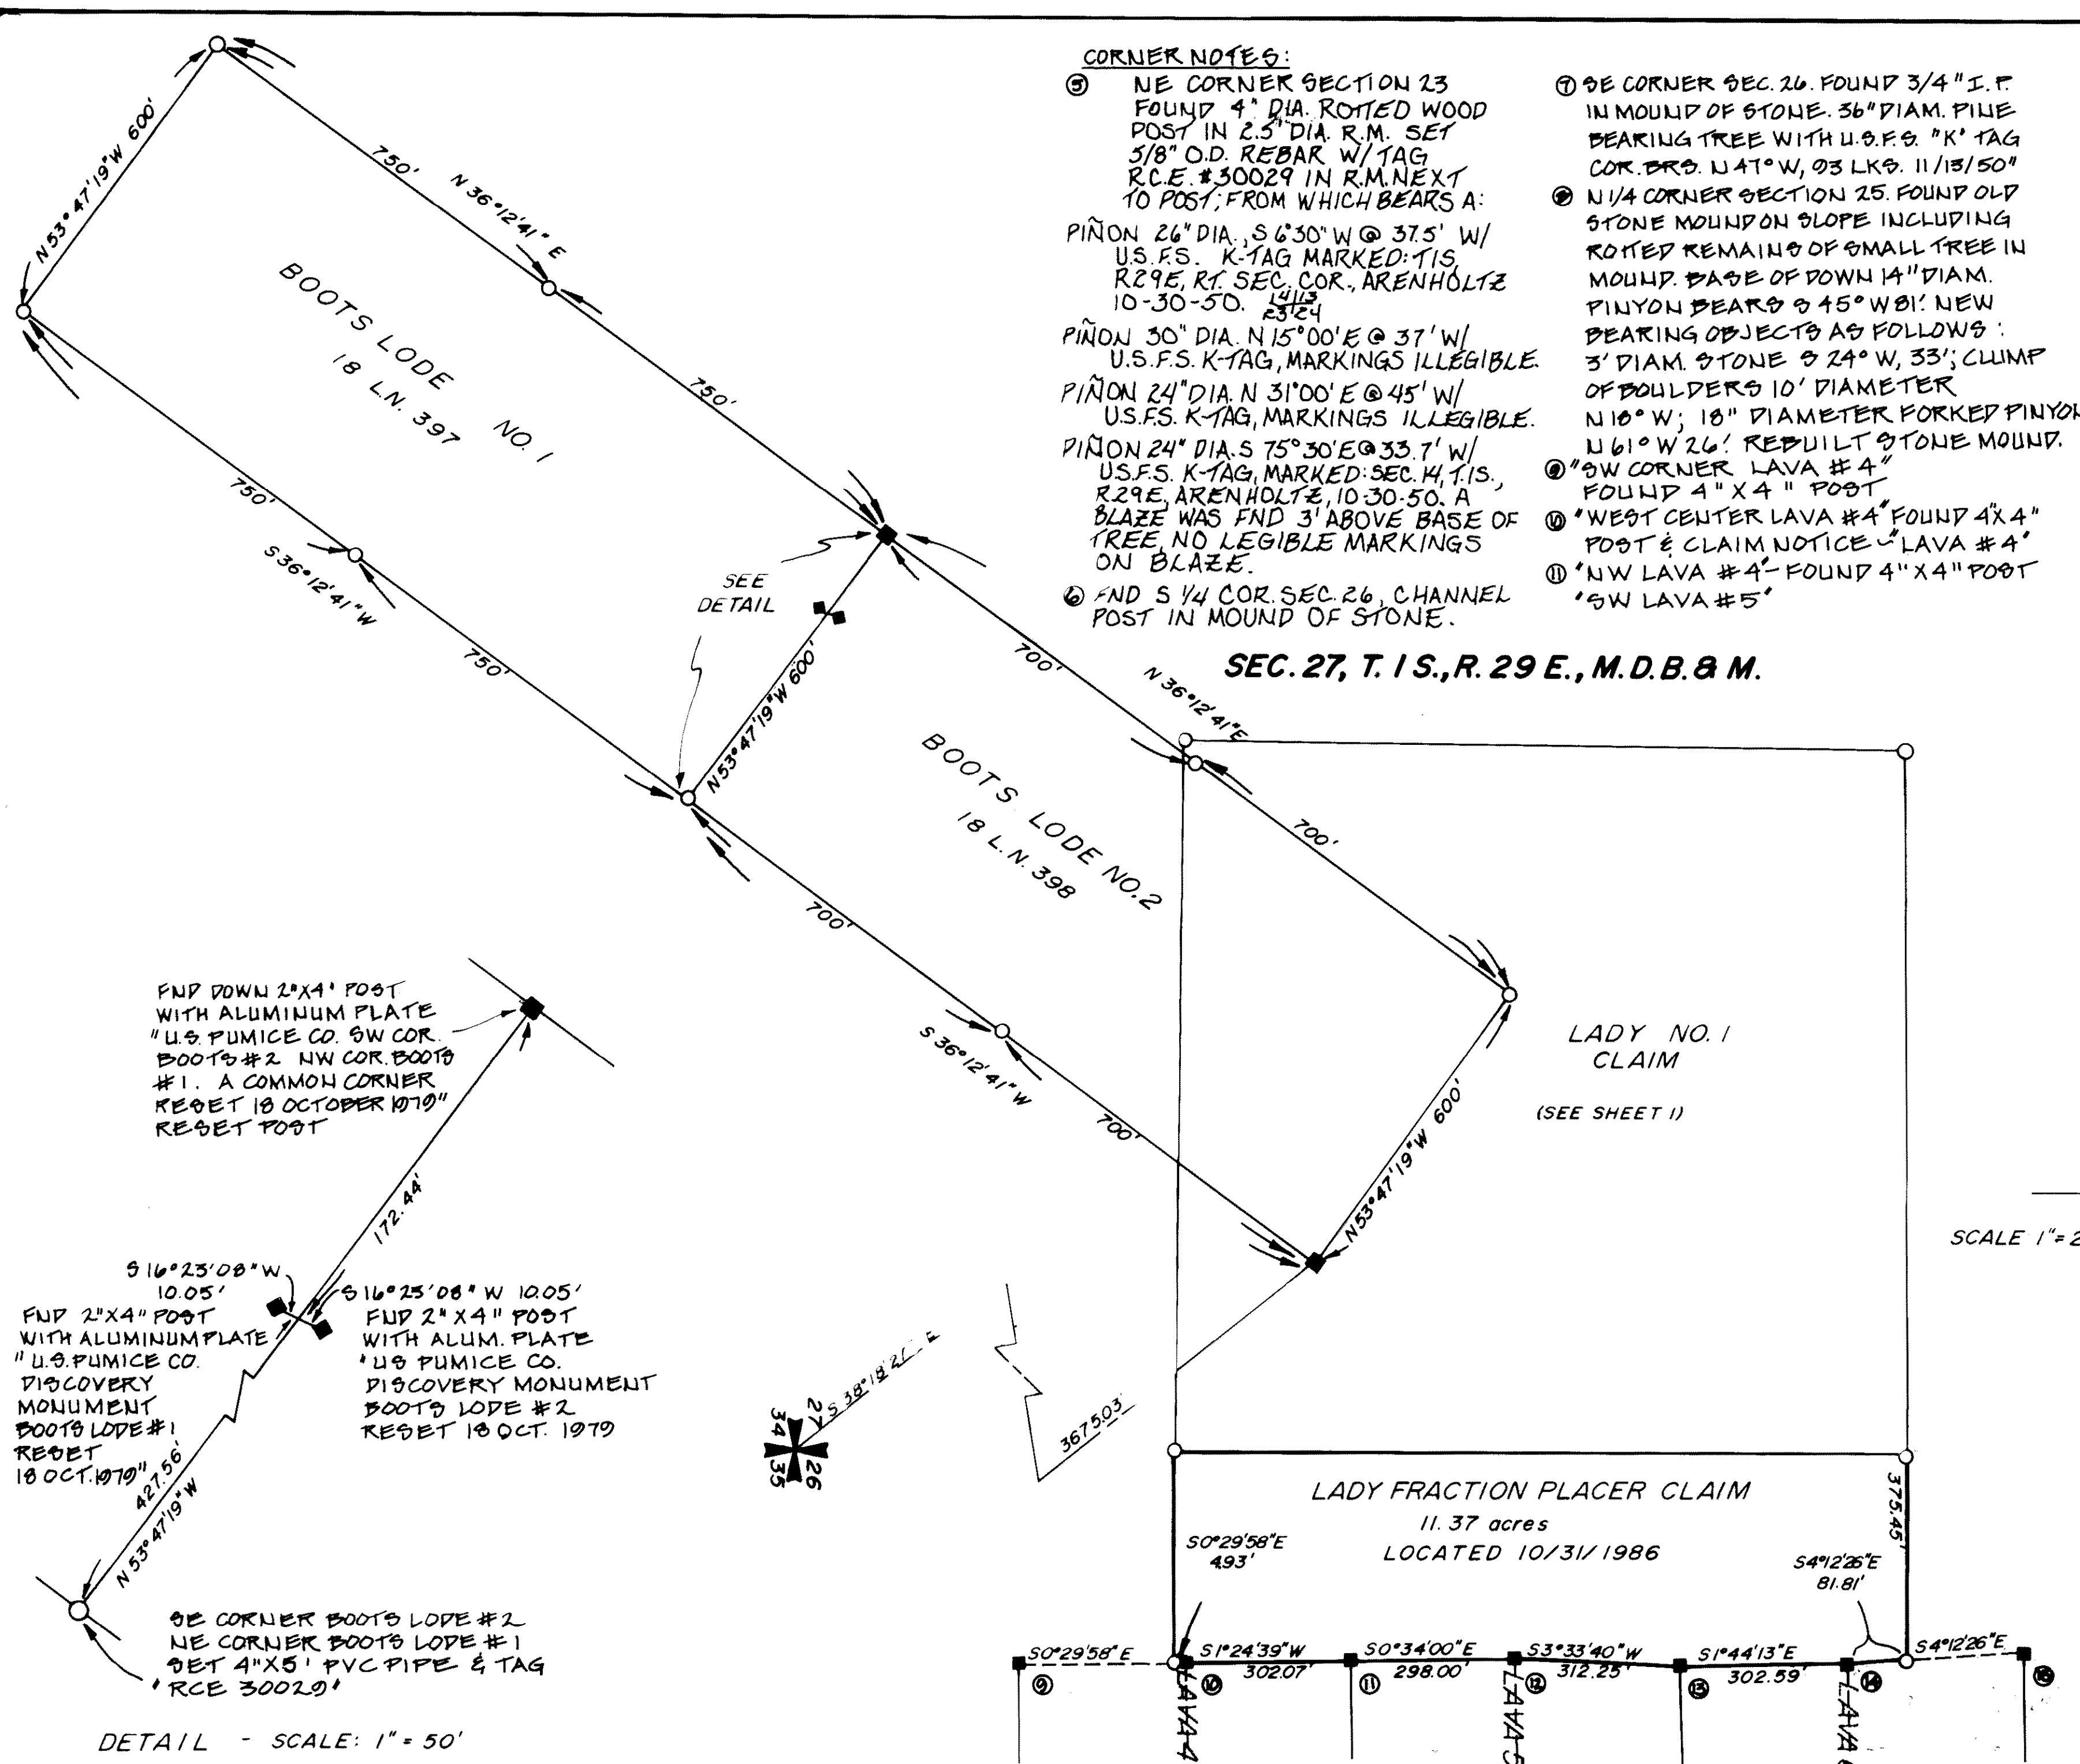 CORNER NOTES:
⑤ NE CORNER SECTION 23
FOUND 4" DIA. ROTTED WOOD
POST IN 2.5' DIA. R.M. SET
5/8" O.D. REBAR W/ TAG
R.C.E. #30029 IN R.M. NEXT
TO POST, FROM WHICH BEARS A:
PIÑON 26" DIA., S 6°30" W @ 37.5' W/
U.S.F.S. K-TAG MARKED: T1S,
R29E, RT. SEC. COR., ARENHOLTZ
10-30-50. 14|13
23|24
PIÑON 30" DIA. N 15°00' E @ 37' W/
U.S.F.S. K-TAG, MARKINGS ILLEGIBLE.
PIÑON 24" DIA. N 31°00' E @ 45' W/
U.S.F.S. K-TAG, MARKINGS ILLEGIBLE.
PIÑON 24" DIA. S 75°30' E @ 33.7' W/
U.S.F.S. K-TAG, MARKED: SEC. 14, T.1S.,
R29E, ARENHOLTZ, 10-30-50. A
BLAZE WAS FND 3' ABOVE BASE OF
TREE, NO LEGIBLE MARKINGS
ON BLAZE.
⑥ FND S 1/4 COR. SEC. 26, CHANNEL
POST IN MOUND OF STONE.
⑦ SE CORNER SEC. 26. FOUND 3/4" I.P.
IN MOUND OF STONE. 36" DIAM. PINE
BEARING TREE WITH U.S.F.S. "K" TAG
COR. BRS. N 47° W, 93 LKS. 11/13/50"
N 1/4 CORNER SECTION 25. FOUND OLD
STONE MOUND ON SLOPE INCLUDING
ROTTED REMAINS OF SMALL TREE IN
MOUND. BASE OF DOWN 14" DIAM.
PINYON BEARS S 45° W 81'. NEW
BEARING OBJECTS AS FOLLOWS:
3' DIAM. STONE S 24° W, 33'; CLUMP
OF BOULDERS 10' DIAMETER
N 18° W; 18" DIAMETER FORKED PINYON
N 61° W 26'. REBUILT STONE MOUND.
⑨ "SW CORNER LAVA #4"
FOUND 4" X 4" POST
⑩ "WEST CENTER LAVA #4" FOUND 4"X4"
POST & CLAIM NOTICE ~ "LAVA #4"
⑪ "NW LAVA #4" - FOUND 4" X 4" POST
"SW LAVA #5"
SEC. 27, T. 1 S., R. 29 E., M.D.B. & M.
N 53°47'19" W 600'
750'
N 36°12'41" E
750'
BOOTS LODE NO. 1
18 L.N. 397
750'
S 36°12'41" W
750'
SEE
DETAIL
N 53°47'19" W 600'
700'
N 36°12'41" E
700'
BOOTS LODE NO. 2
18 L.N. 398
700'
S 36°12'41" W
700'
N 53°47'19" W 600'
LADY NO. 1
CLAIM
(SEE SHEET 1)
SCALE 1" = 2
FND DOWN 2"X4" POST
WITH ALUMINUM PLATE
"U.S. PUMICE CO. SW COR.
BOOTS #2 NW COR. BOOTS
#1. A COMMON CORNER
RESET 18 OCTOBER 1979"
RESET POST
172.44'
S 16°23'08" W
10.05'
FND 2"X4" POST
WITH ALUMINUM PLATE
"U.S. PUMICE CO.
DISCOVERY
MONUMENT
BOOTS LODE #1
RESET
18 OCT. 1979"
S 16°23'08" W 10.05'
FND 2" X 4" POST
WITH ALUM. PLATE
"US PUMICE CO.
DISCOVERY MONUMENT
BOOTS LODE #2
RESET 18 OCT. 1979
427.56'
N 53°47'19" W
SE CORNER BOOTS LODE #2
NE CORNER BOOTS LODE #1
SET 4"X5' PVC PIPE & TAG
"RCE 30029"
DETAIL - SCALE: 1" = 50'
34 27
35 26
S 38°18'21" E
3675.03'
LADY FRACTION PLACER CLAIM
11.37 acres
LOCATED 10/31/1986
375.45'
S0°29'58"E
4.93'
S4°12'26"E
81.81'
S0°29'58" E
S1°24'39" W
302.07'
S0°34'00"E
298.00'
S3°33'40" W
312.25'
S1°44'13"E
302.59'
S4°12'26"E
⑨ ⑩ ⑪ ⑫ ⑬ ⑭ ⑮
LAVA 4
LAVA 5
LAVA